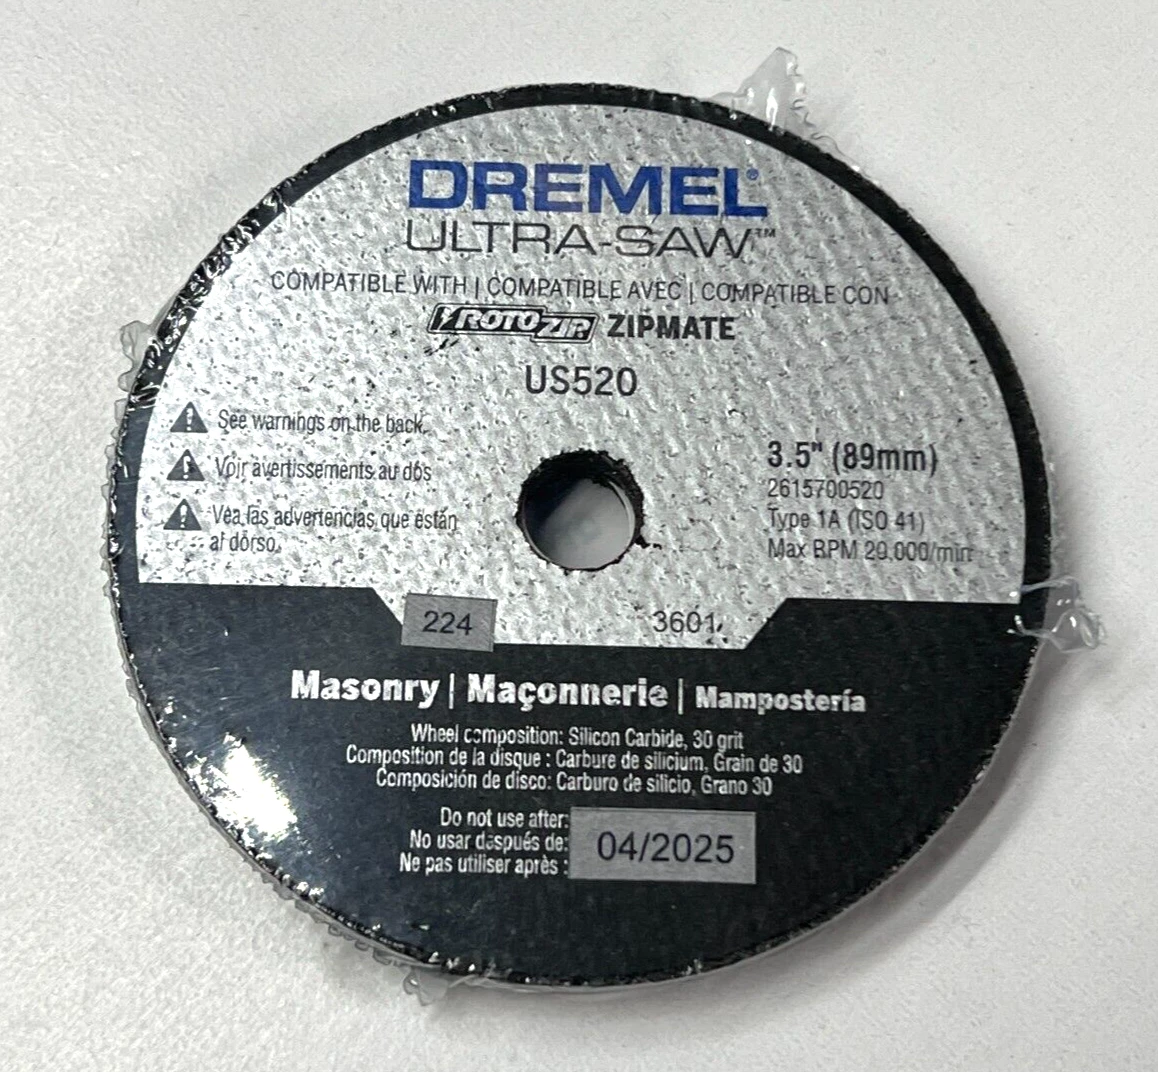 DREMEL®
ULTRA-SAW™
COMPATIBLE WITH | COMPATIBLE AVEC | COMPATIBLE CON
ROTOZIP. ZIPMATE
US520
See warnings on the back.
Voir avertissements au dos
Vea las advertencias que están
al dorso.
3.5" (89mm)
2615700520
Type 1A (ISO 41)
Max RPM 20.000/min
224
3601
Masonry | Maçonnerie | Mampostería
Wheel composition: Silicon Carbide, 30 grit
Composition de la disque : Carbure de silicium, Grain de 30
Composición de disco: Carburo de silicio, Grano 30
Do not use after:
No usar después de:
Ne pas utiliser après :
04/2025